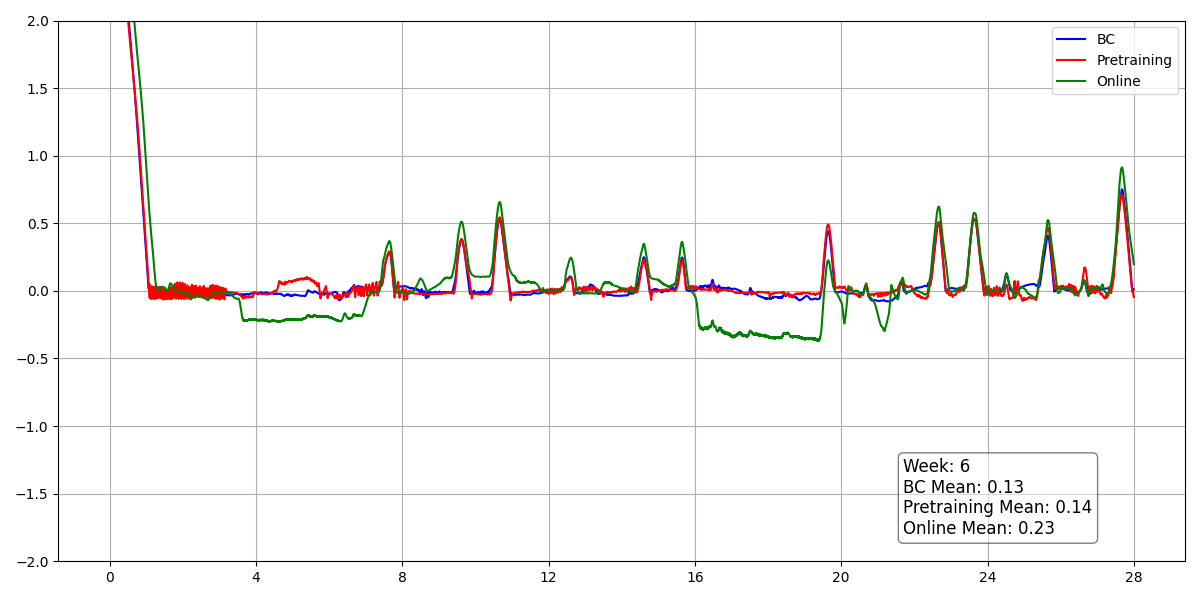 2.0
1.5
1.0
0.5
0.0
−0.5
−1.0
−1.5
−2.0
0 4 8 12 16 20 24 28
BC
Pretraining
Online
Week: 6
BC Mean: 0.13
Pretraining Mean: 0.14
Online Mean: 0.23